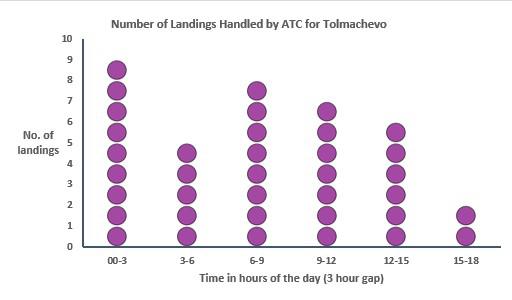 Number of Landings Handled by ATC for Tolmachevo
10
9
8
7
6
5
4
3
2
1
0
No. of
landings
00-3 3-6 6-9 9-12 12-15 15-18
Time in hours of the day (3 hour gap)